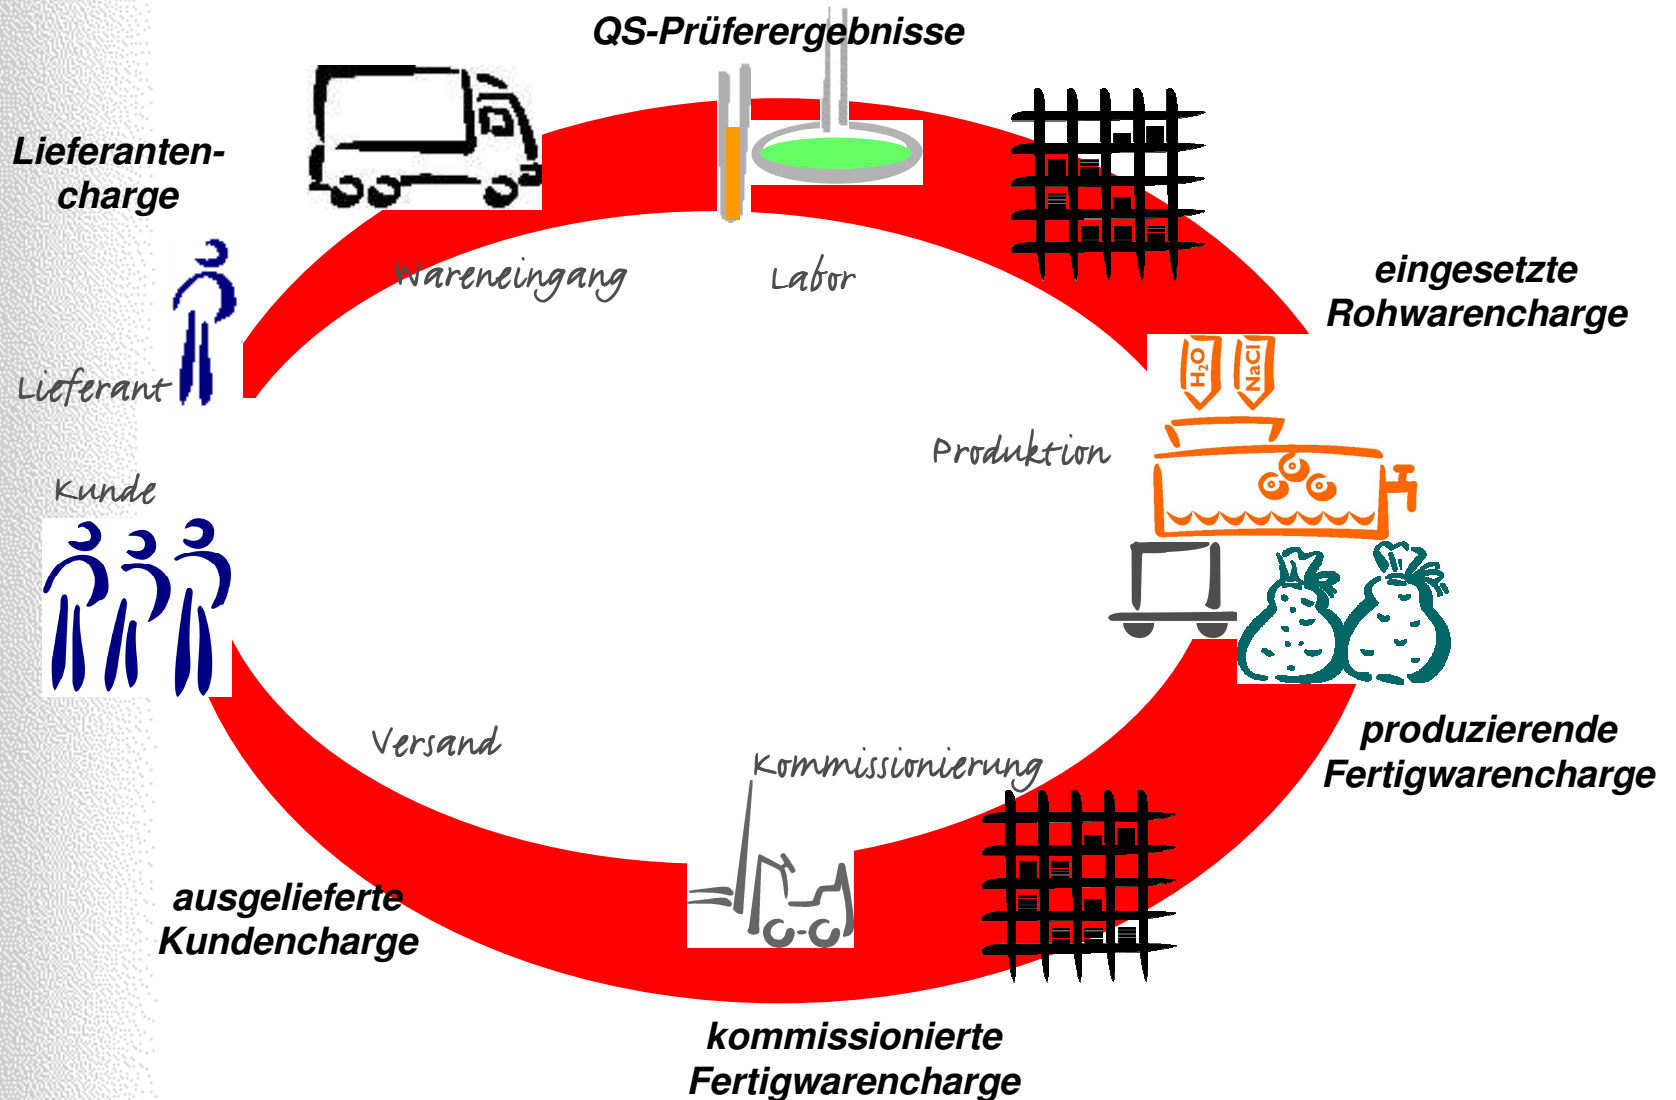 QS-Prüferergebnisse
Lieferanten-
charge
Wareneingang
Labor
eingesetzte
Rohwarencharge
Lieferant
H₂O
NaCl
Produktion
Kunde
produzierende
Fertigwarencharge
Versand
Kommissionierung
ausgelieferte
Kundencharge
kommissionierte
Fertigwarencharge